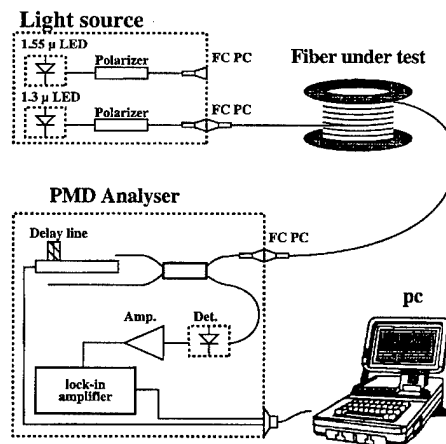 Light source
1.55 µ LED
Polarizer
FC PC
1.3 µ LED
Polarizer
FC PC
Fiber under test
PMD Analyser
FC PC
Delay line
Amp.
Det.
lock-in
amplifier
pc